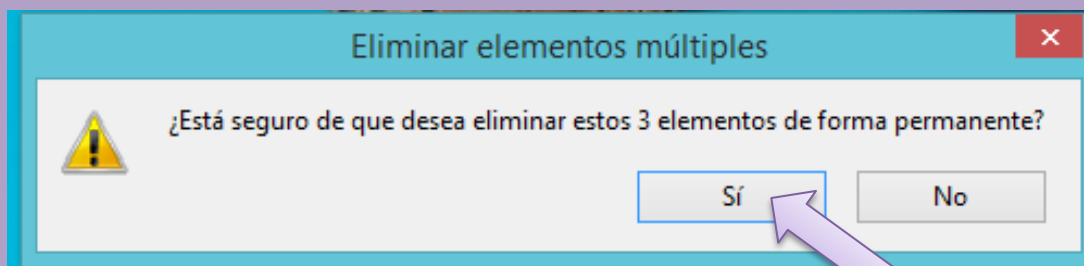 Eliminar elementos múltiples
¿Está seguro de que desea eliminar estos 3 elementos de forma permanente?
Sí
No